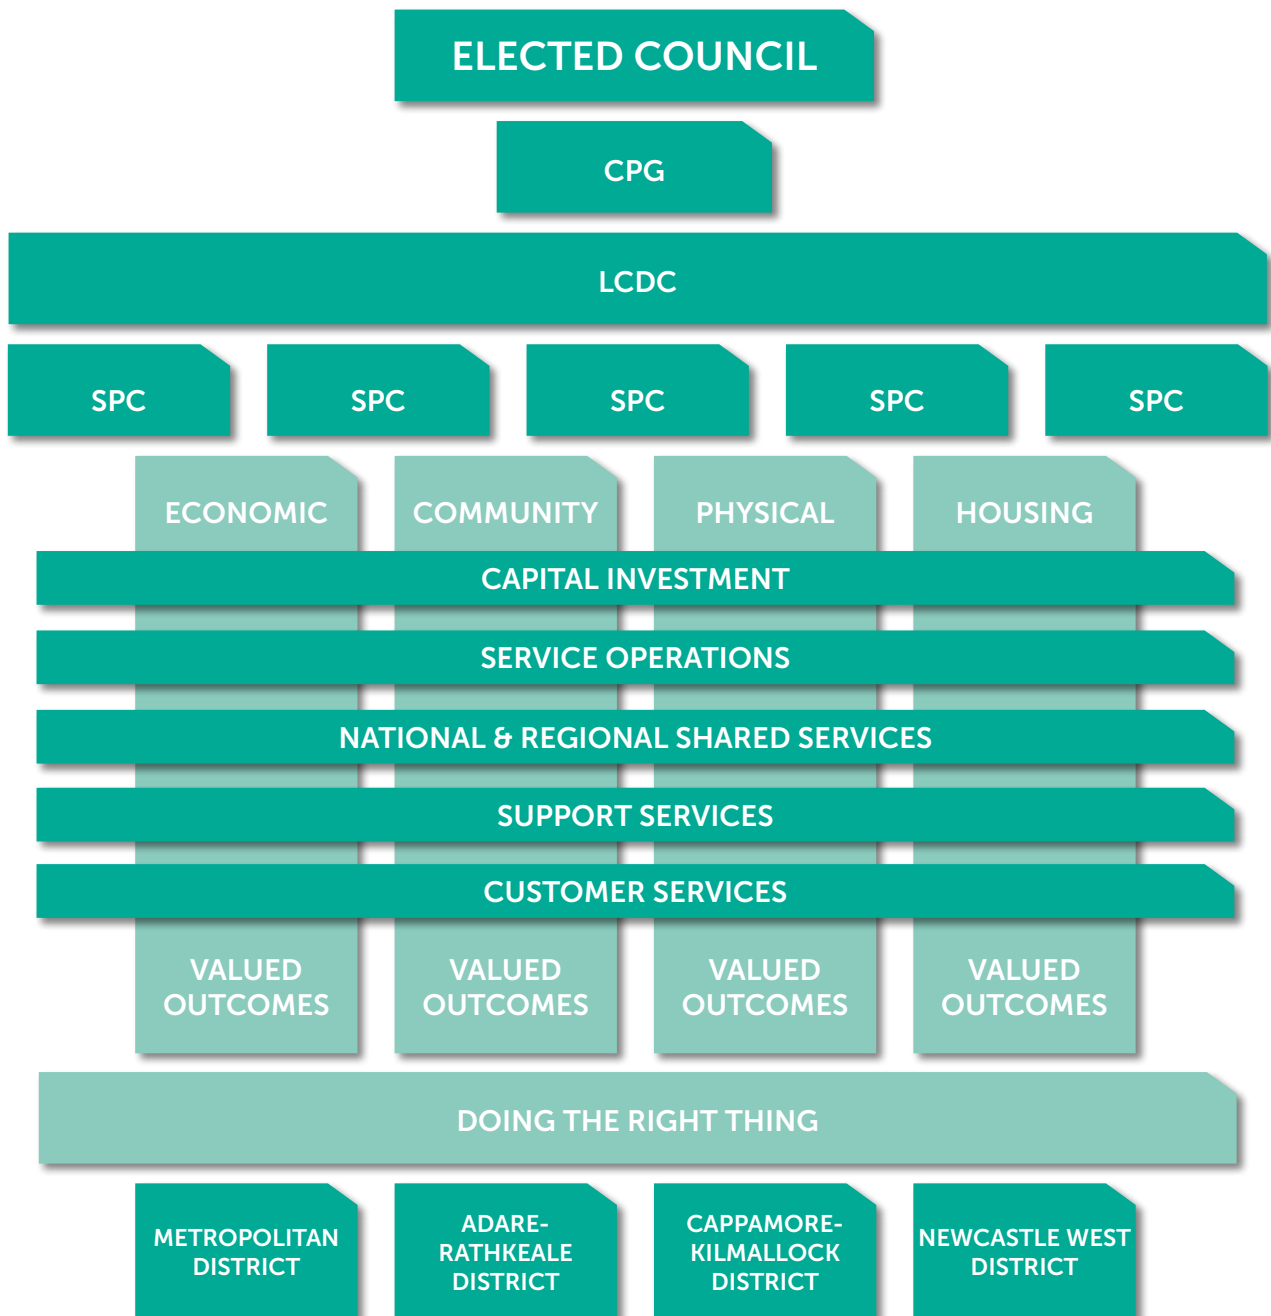 ELECTED COUNCIL
CPG
LCDC
SPC SPC SPC SPC SPC
ECONOMIC COMMUNITY PHYSICAL HOUSING
CAPITAL INVESTMENT
SERVICE OPERATIONS
NATIONAL & REGIONAL SHARED SERVICES
SUPPORT SERVICES
CUSTOMER SERVICES
VALUED
OUTCOMES
VALUED
OUTCOMES
VALUED
OUTCOMES
VALUED
OUTCOMES
DOING THE RIGHT THING
METROPOLITAN
DISTRICT
ADARE-
RATHKEALE
DISTRICT
CAPPAMORE-
KILMALLOCK
DISTRICT
NEWCASTLE WEST
DISTRICT